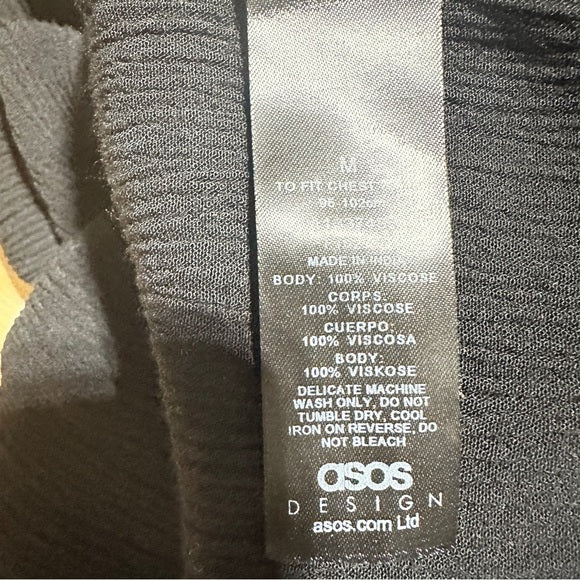 M
TO FIT CHEST
MADE IN INDIA
BODY: 100% VISCOSE
CORPS:
100% VISCOSE
CUERPO:
100% VISCOSA
BODY:
100% VISKOSE
DELICATE MACHINE
WASH ONLY, DO NOT
TUMBLE DRY, COOL
IRON ON REVERSE, DO
NOT BLEACH
asos
DESIGN
asos.com Ltd